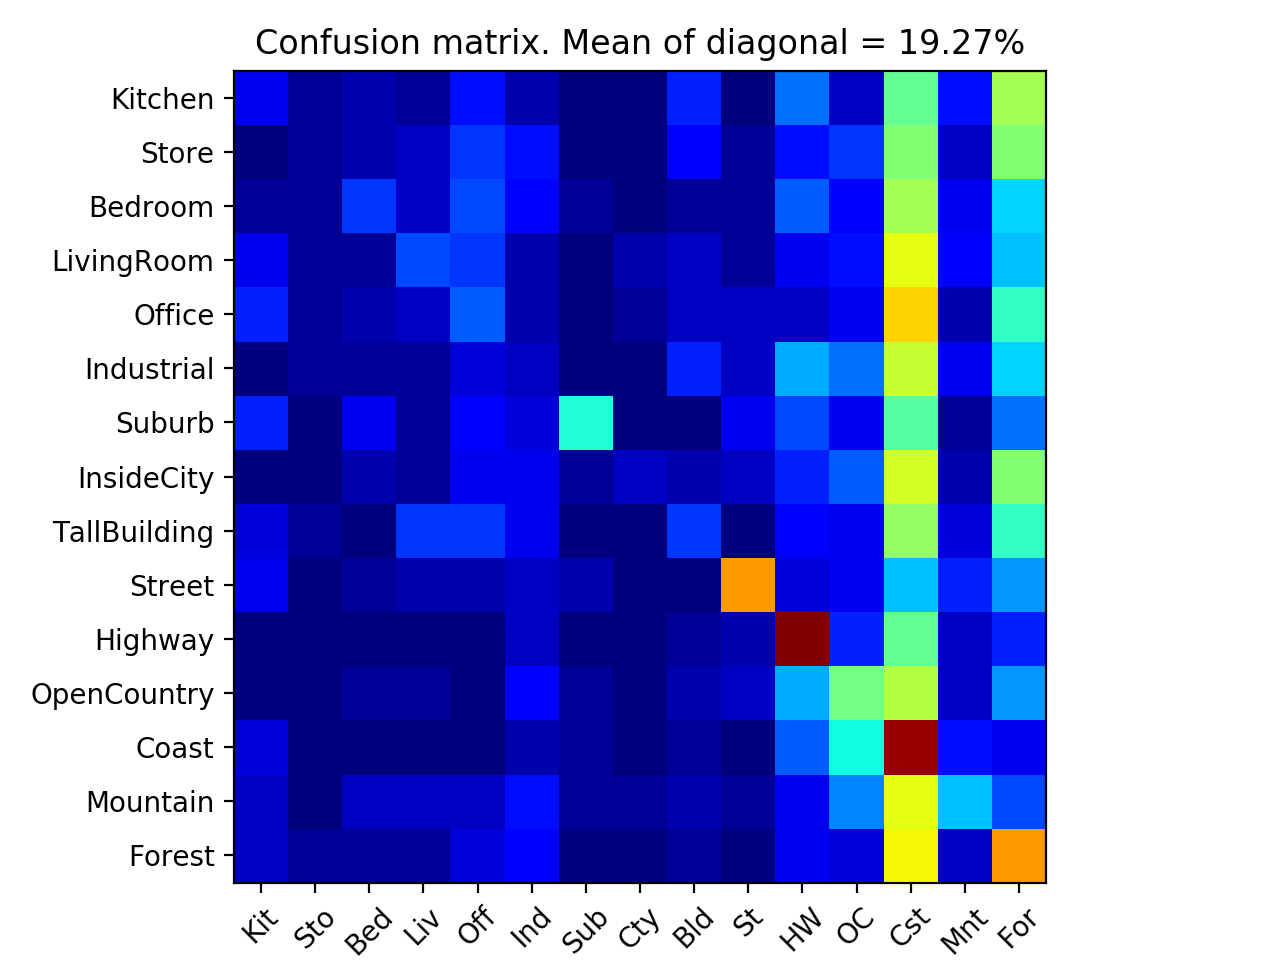 Confusion matrix. Mean of diagonal = 19.27%
Kitchen
Store
Bedroom
LivingRoom
Office
Industrial
Suburb
InsideCity
TallBuilding
Street
Highway
OpenCountry
Coast
Mountain
Forest
Kit Sto Bed Liv Off Ind Sub Cty Bld St HW OC Cst Mnt For